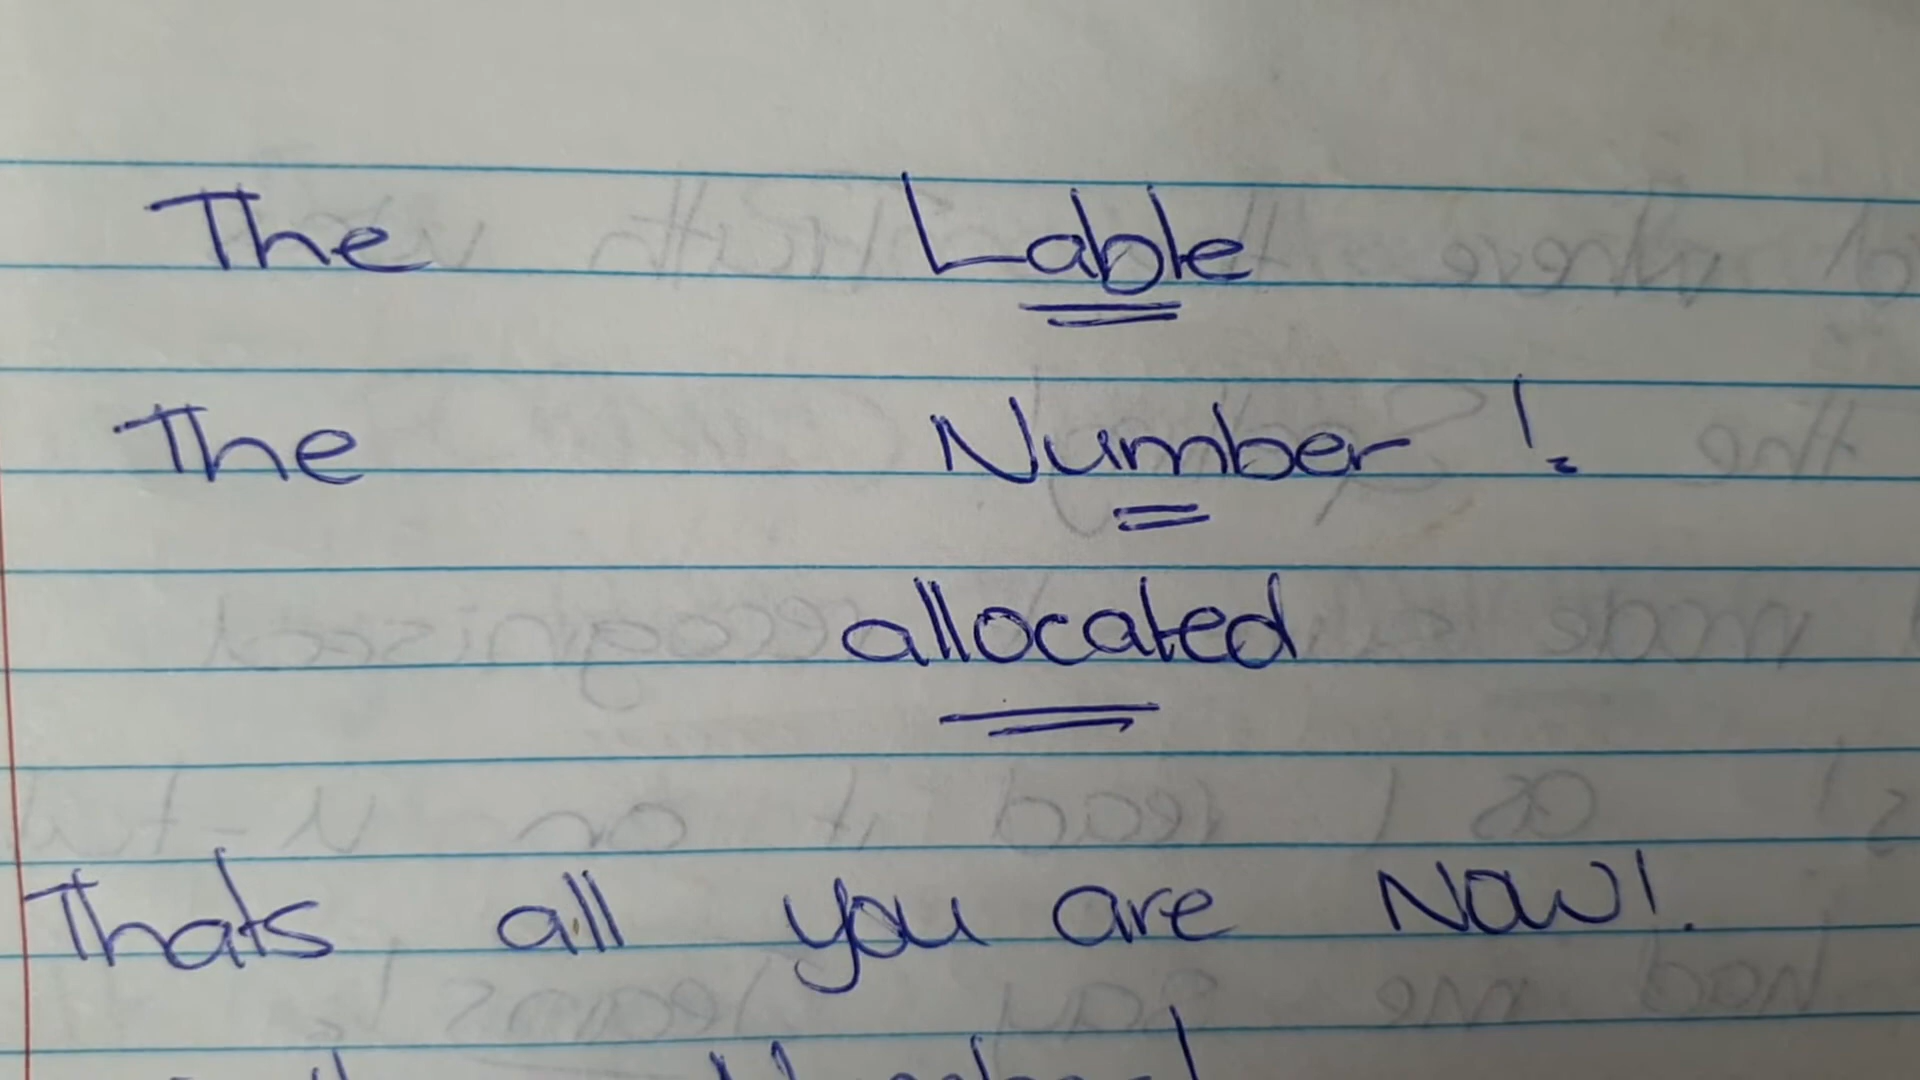 The Lable
The Number!
allocated
Thats all you are Now!.